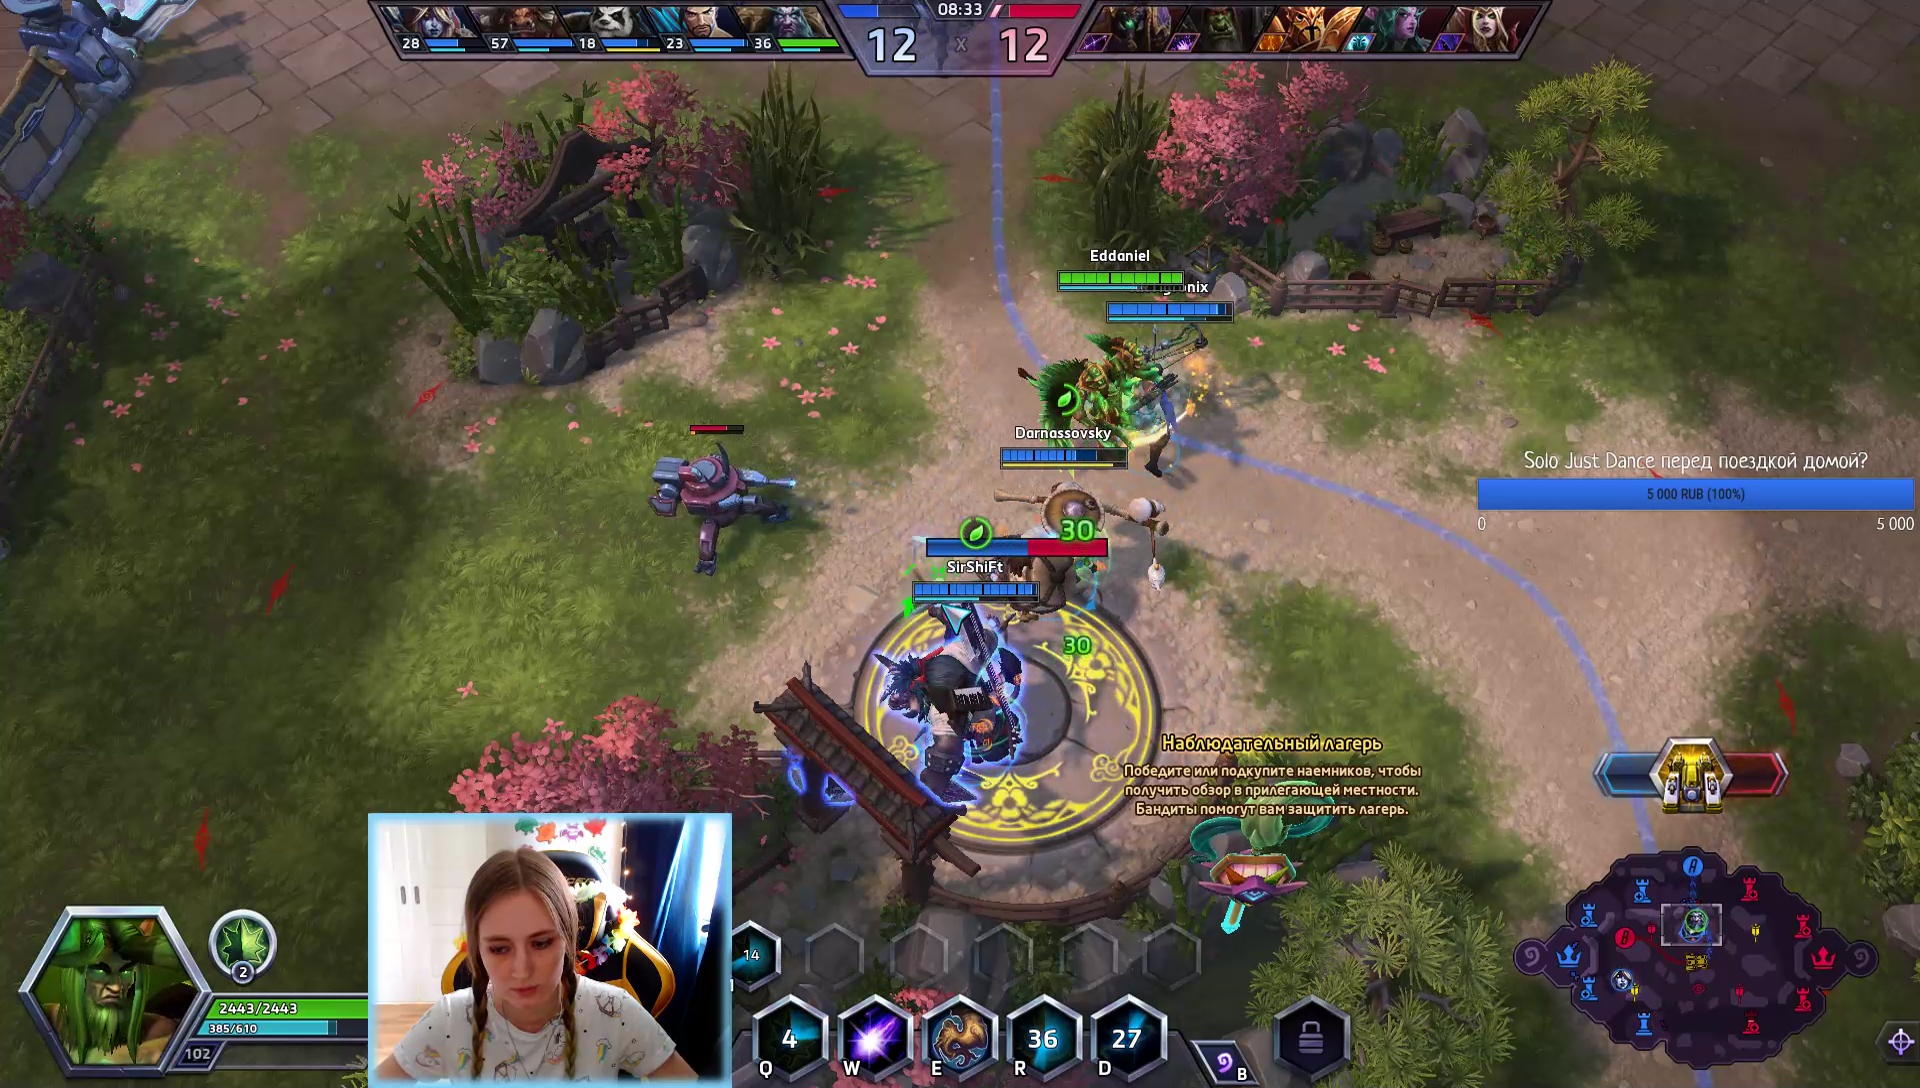 08:33
28
57
18
23
36
12
X
12
Eddaniel
nix
Darnassovsky
Solo Just Dance перед поездкой домой?
5 000 RUB (100%)
0
5 000
30
SirShiFt
30
Наблюдательный лагерь
Победите или подкупите наемников, чтобы
получить обзор в прилегающей местности.
Бандиты помогут вам защитить лагерь.
2
2443/2443
385/610
102
14
4
36
27
Q
W
E
R
D
B